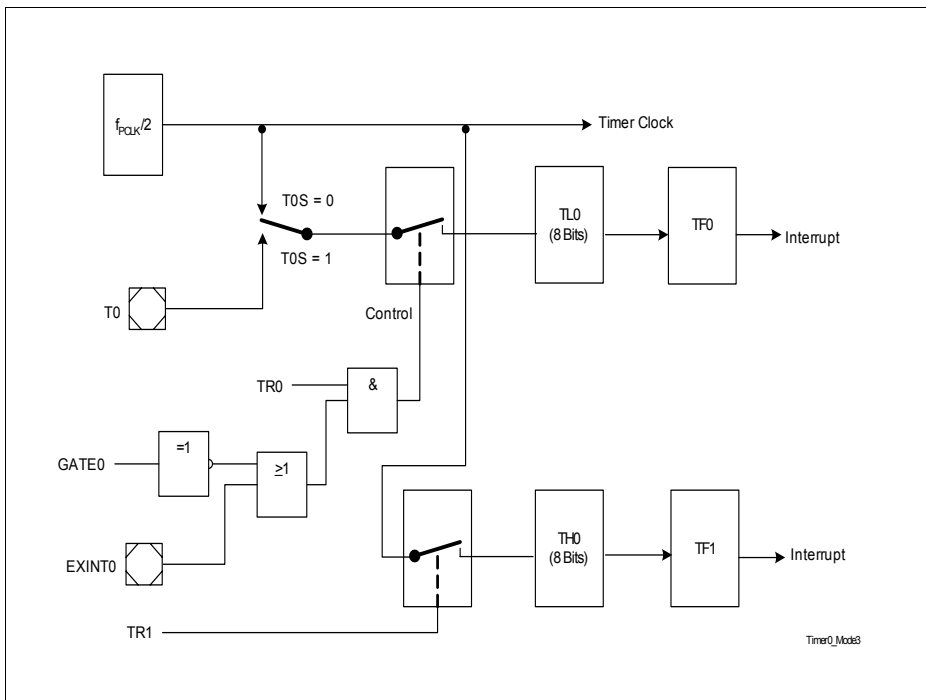 fPCLK/2
Timer Clock
T0S = 0
T0S = 1
TL0
(8 Bits)
TF0
Interrupt
T0
Control
TR0
&
=1
GATE0
≥1
EXINT0
TH0
(8 Bits)
TF1
Interrupt
TR1
Timer0_Mode3